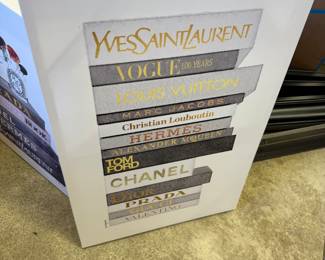 YVESSAINTLAURENT
VOGUE 100 YEARS
LOUIS VUITTON
MARC JACOBS
Christian Louboutin
HERMES
ALEXANDER MCQUEEN
TOM
FORD
CHANEL
DIOR
PRADA
VALENTINO